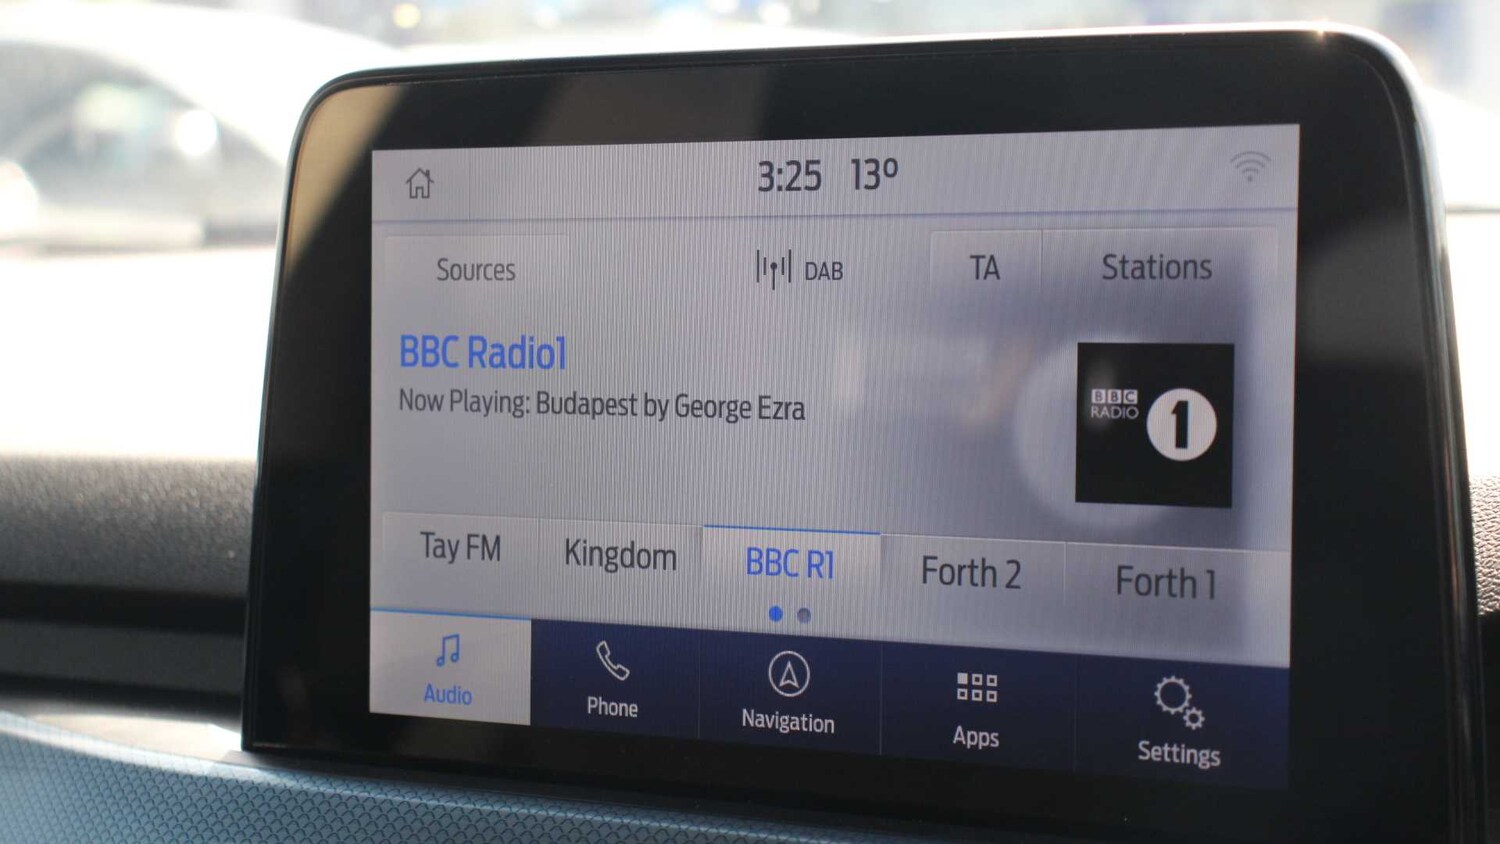 3:25 13º
Sources DAB TA Stations
BBC Radio1
Now Playing: Budapest by George Ezra
BBC
RADIO 1
Tay FM Kingdom BBC R1 Forth 2 Forth 1
Audio Phone Navigation Apps Settings